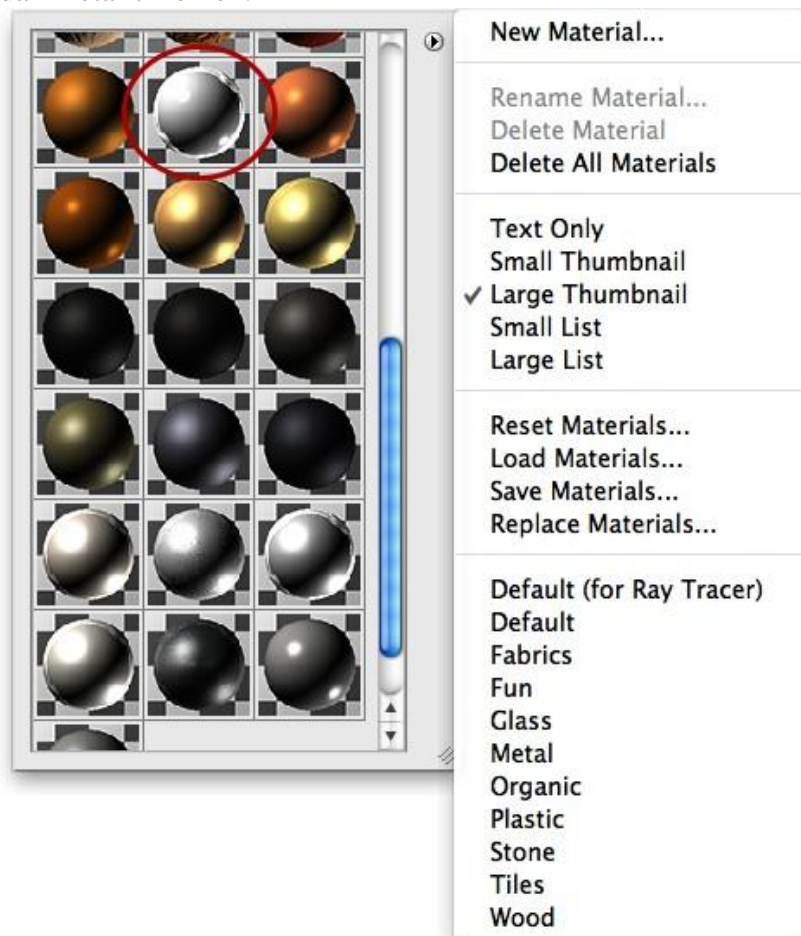 New Material...
Rename Material...
Delete Material
Delete All Materials
Text Only
Small Thumbnail
✓ Large Thumbnail
Small List
Large List
Reset Materials...
Load Materials...
Save Materials...
Replace Materials...
Default (for Ray Tracer)
Default
Fabrics
Fun
Glass
Metal
Organic
Plastic
Stone
Tiles
Wood